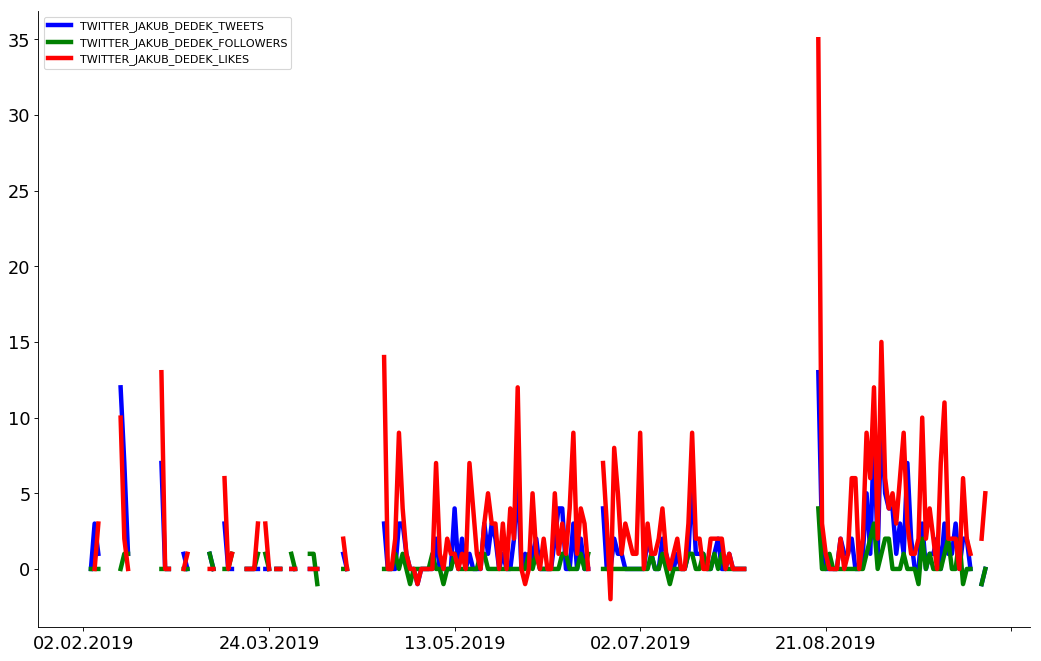 TWITTER_JAKUB_DEDEK_TWEETS
TWITTER_JAKUB_DEDEK_FOLLOWERS
TWITTER_JAKUB_DEDEK_LIKES
35
30
25
20
15
10
5
0
02.02.2019 24.03.2019 13.05.2019 02.07.2019 21.08.2019